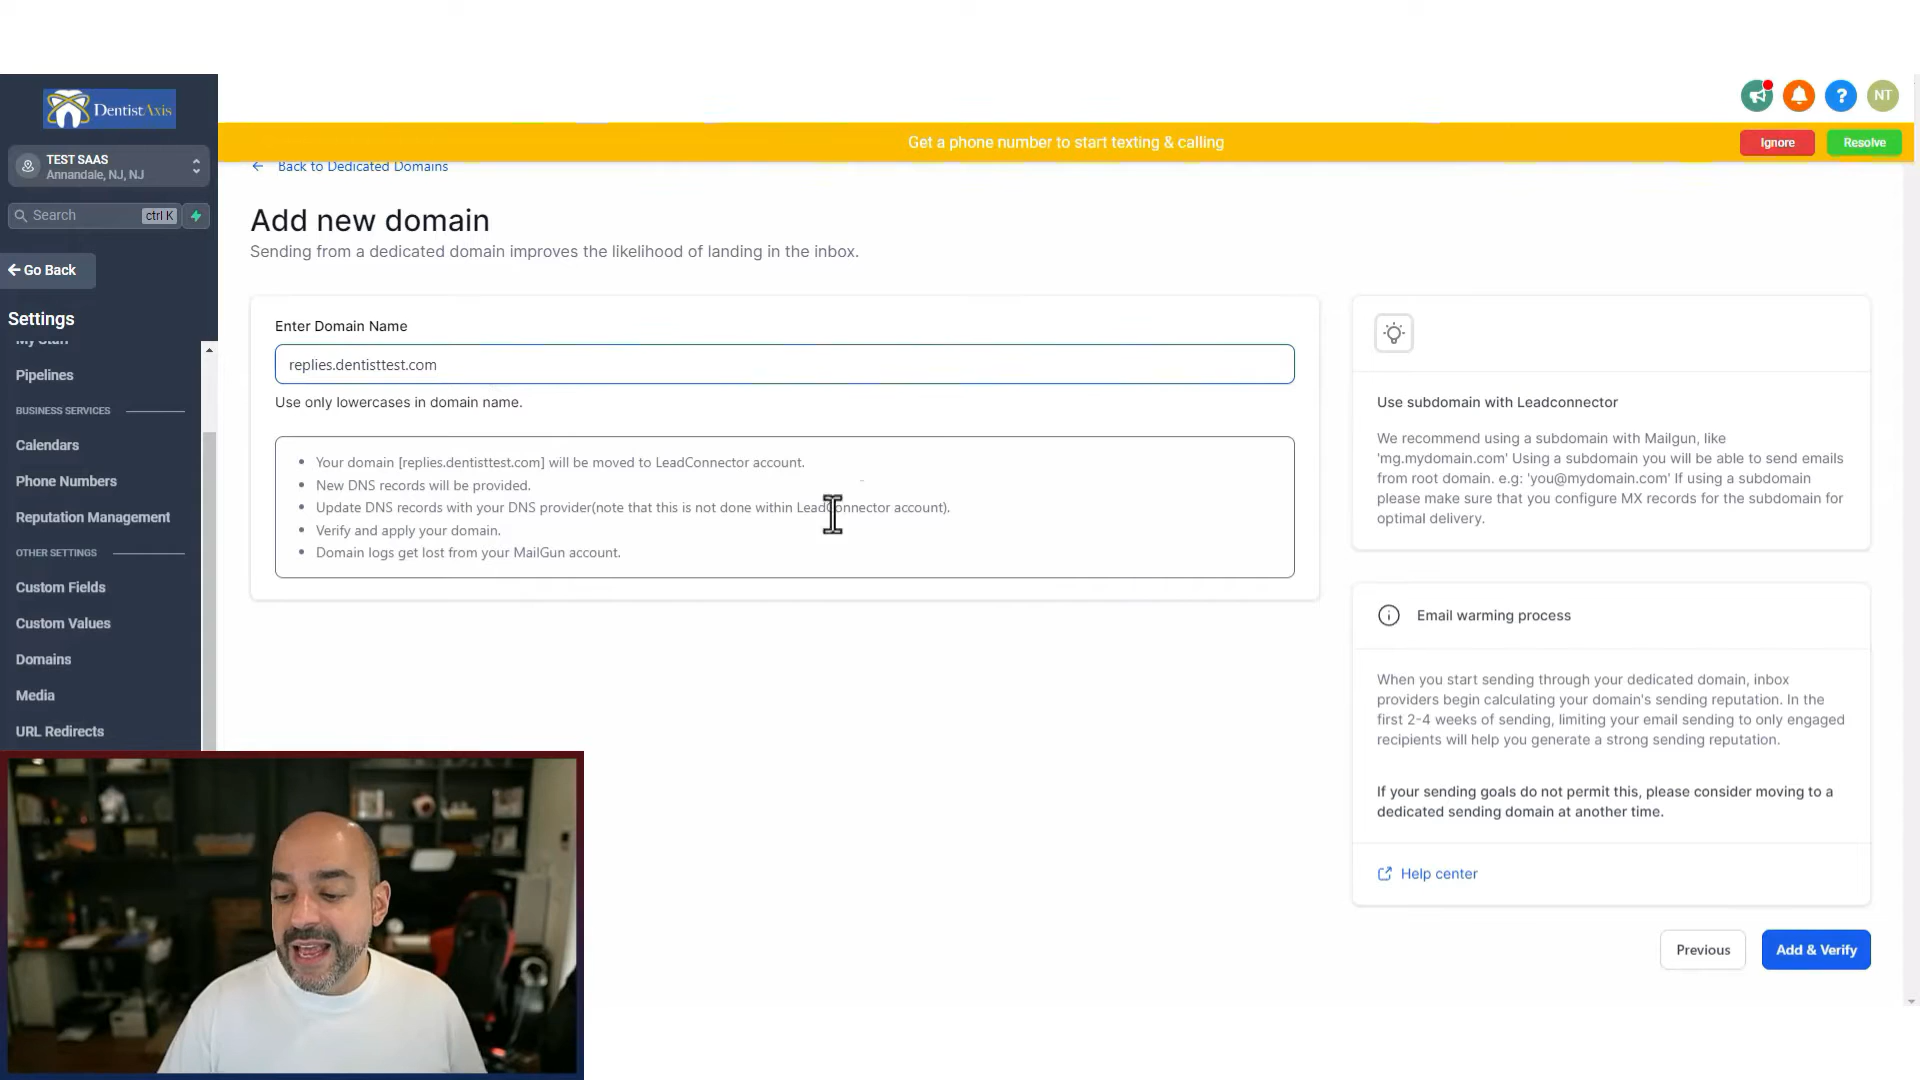 DentistAxis
TEST SAAS
Annandale, NJ, NJ
Search
ctrl K
Go Back
Settings
My Staff
Pipelines
BUSINESS SERVICES
Calendars
Phone Numbers
Reputation Management
OTHER SETTINGS
Custom Fields
Custom Values
Domains
Media
URL Redirects
NT
Get a phone number to start texting & calling
Ignore
Resolve
Back to Dedicated Domains
Add new domain
Sending from a dedicated domain improves the likelihood of landing in the inbox.
Enter Domain Name
replies.dentisttest.com
Use only lowercases in domain name.
• Your domain [replies.dentisttest.com] will be moved to LeadConnector account.
• New DNS records will be provided.
• Update DNS records with your DNS provider(note that this is not done within LeadConnector account).
• Verify and apply your domain.
• Domain logs get lost from your MailGun account.
Use subdomain with Leadconnector
We recommend using a subdomain with Mailgun, like
'mg.mydomain.com' Using a subdomain you will be able to send emails
from root domain. e.g: 'you@mydomain.com' If using a subdomain
please make sure that you configure MX records for the subdomain for
optimal delivery.
Email warming process
When you start sending through your dedicated domain, inbox
providers begin calculating your domain's sending reputation. In the
first 2-4 weeks of sending, limiting your email sending to only engaged
recipients will help you generate a strong sending reputation.
If your sending goals do not permit this, please consider moving to a
dedicated sending domain at another time.
Help center
Previous
Add & Verify